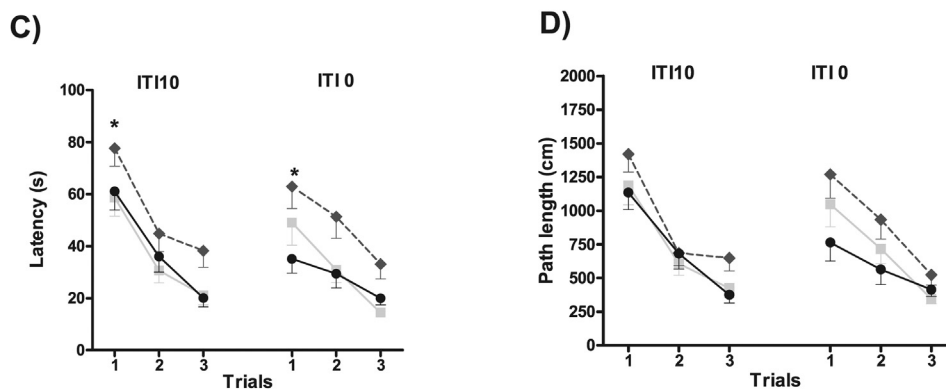 C)
ITI10 ITI 0
*
*
Latency (s)
100
80
60
40
20
0
1 2 3 1 2 3
Trials
D)
ITI10 ITI 0
Path length (cm)
2000
1750
1500
1250
1000
750
500
250
0
1 2 3 1 2 3
Trials